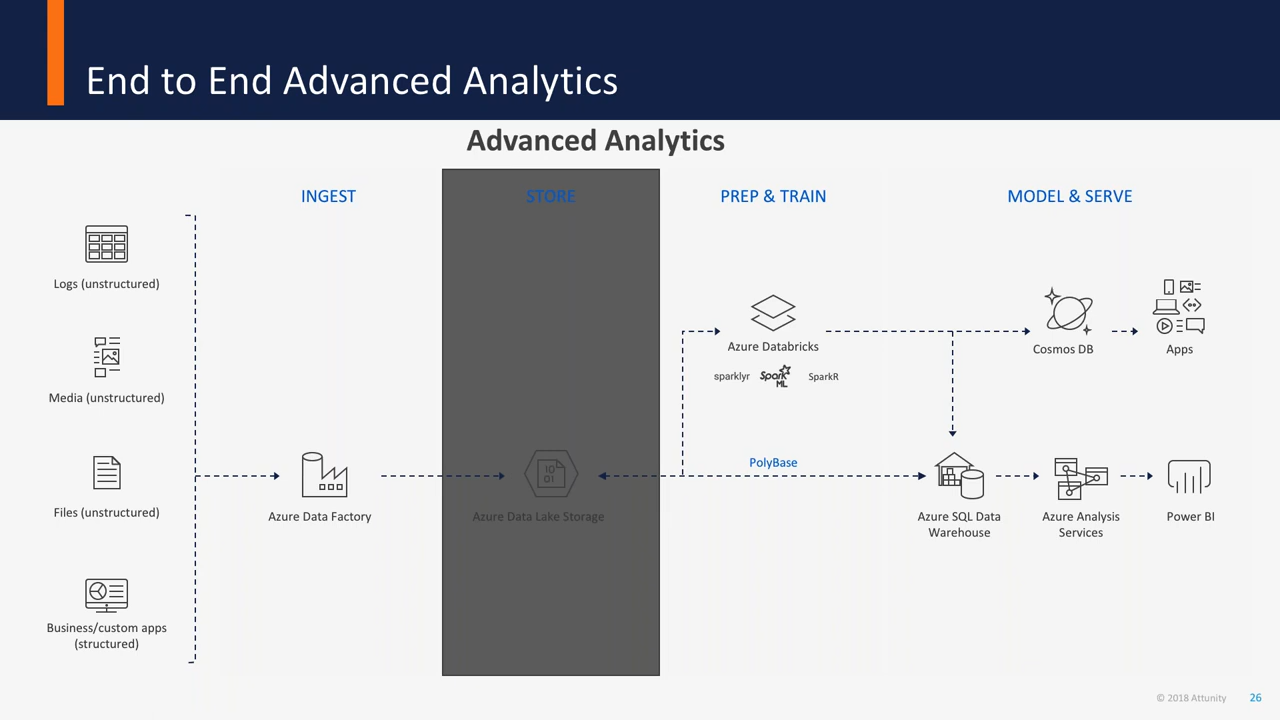 End to End Advanced Analytics
Advanced Analytics
INGEST
STORE
PREP & TRAIN
MODEL & SERVE
Logs (unstructured)
Media (unstructured)
Files (unstructured)
Business/custom apps
(structured)
Azure Data Factory
10
01
Azure Data Lake Storage
Azure Databricks
sparklyr
Spark
ML
SparkR
PolyBase
Cosmos DB
Apps
Azure SQL Data
Warehouse
Azure Analysis
Services
Power BI
© 2018 Attunity
26